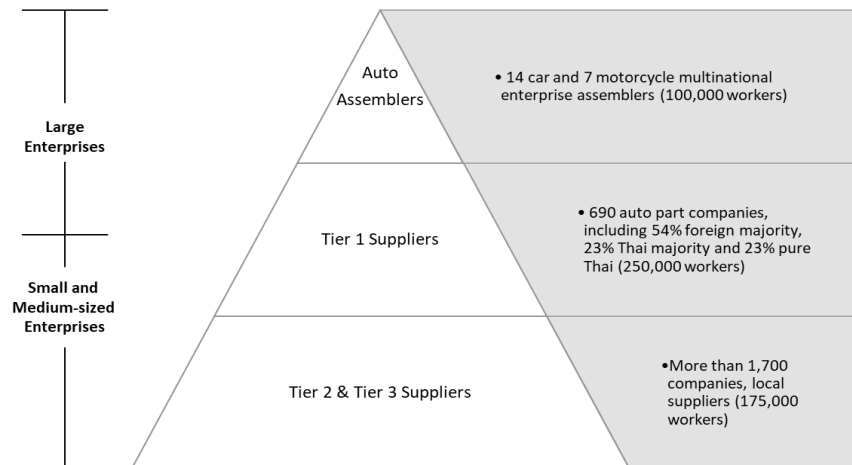 Large
Enterprises
Small and
Medium-sized
Enterprises
Auto
Assemblers
• 14 car and 7 motorcycle multinational
enterprise assemblers (100,000 workers)
Tier 1 Suppliers
• 690 auto part companies,
including 54% foreign majority,
23% Thai majority and 23% pure
Thai (250,000 workers)
Tier 2 & Tier 3 Suppliers
•More than 1,700
companies, local
suppliers (175,000
workers)